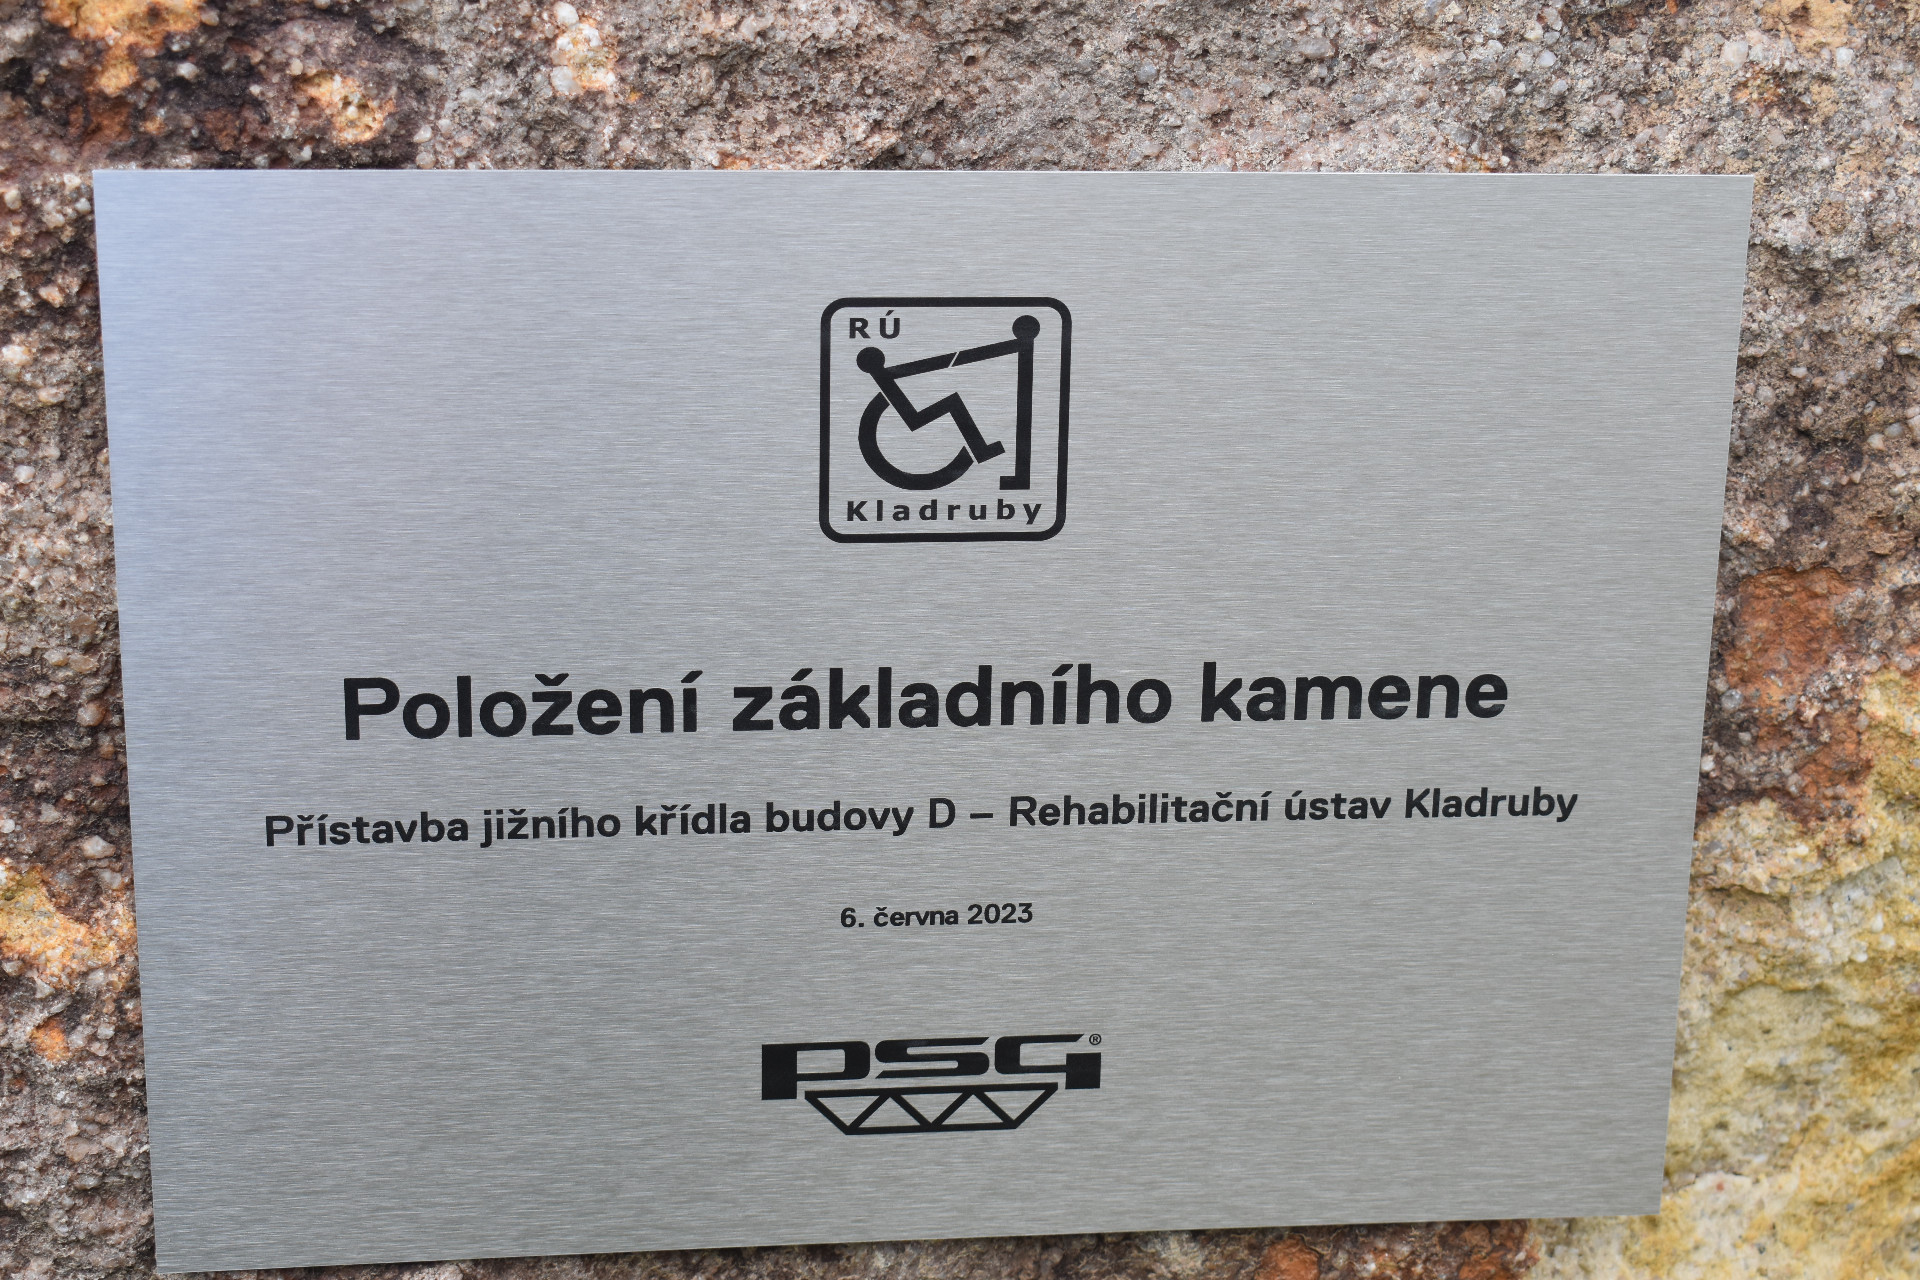 RÚ
Kladruby
Položení základního kamene
Přístavba jižního křídla budovy D – Rehabilitační ústav Kladruby
6. června 2023
PSG®